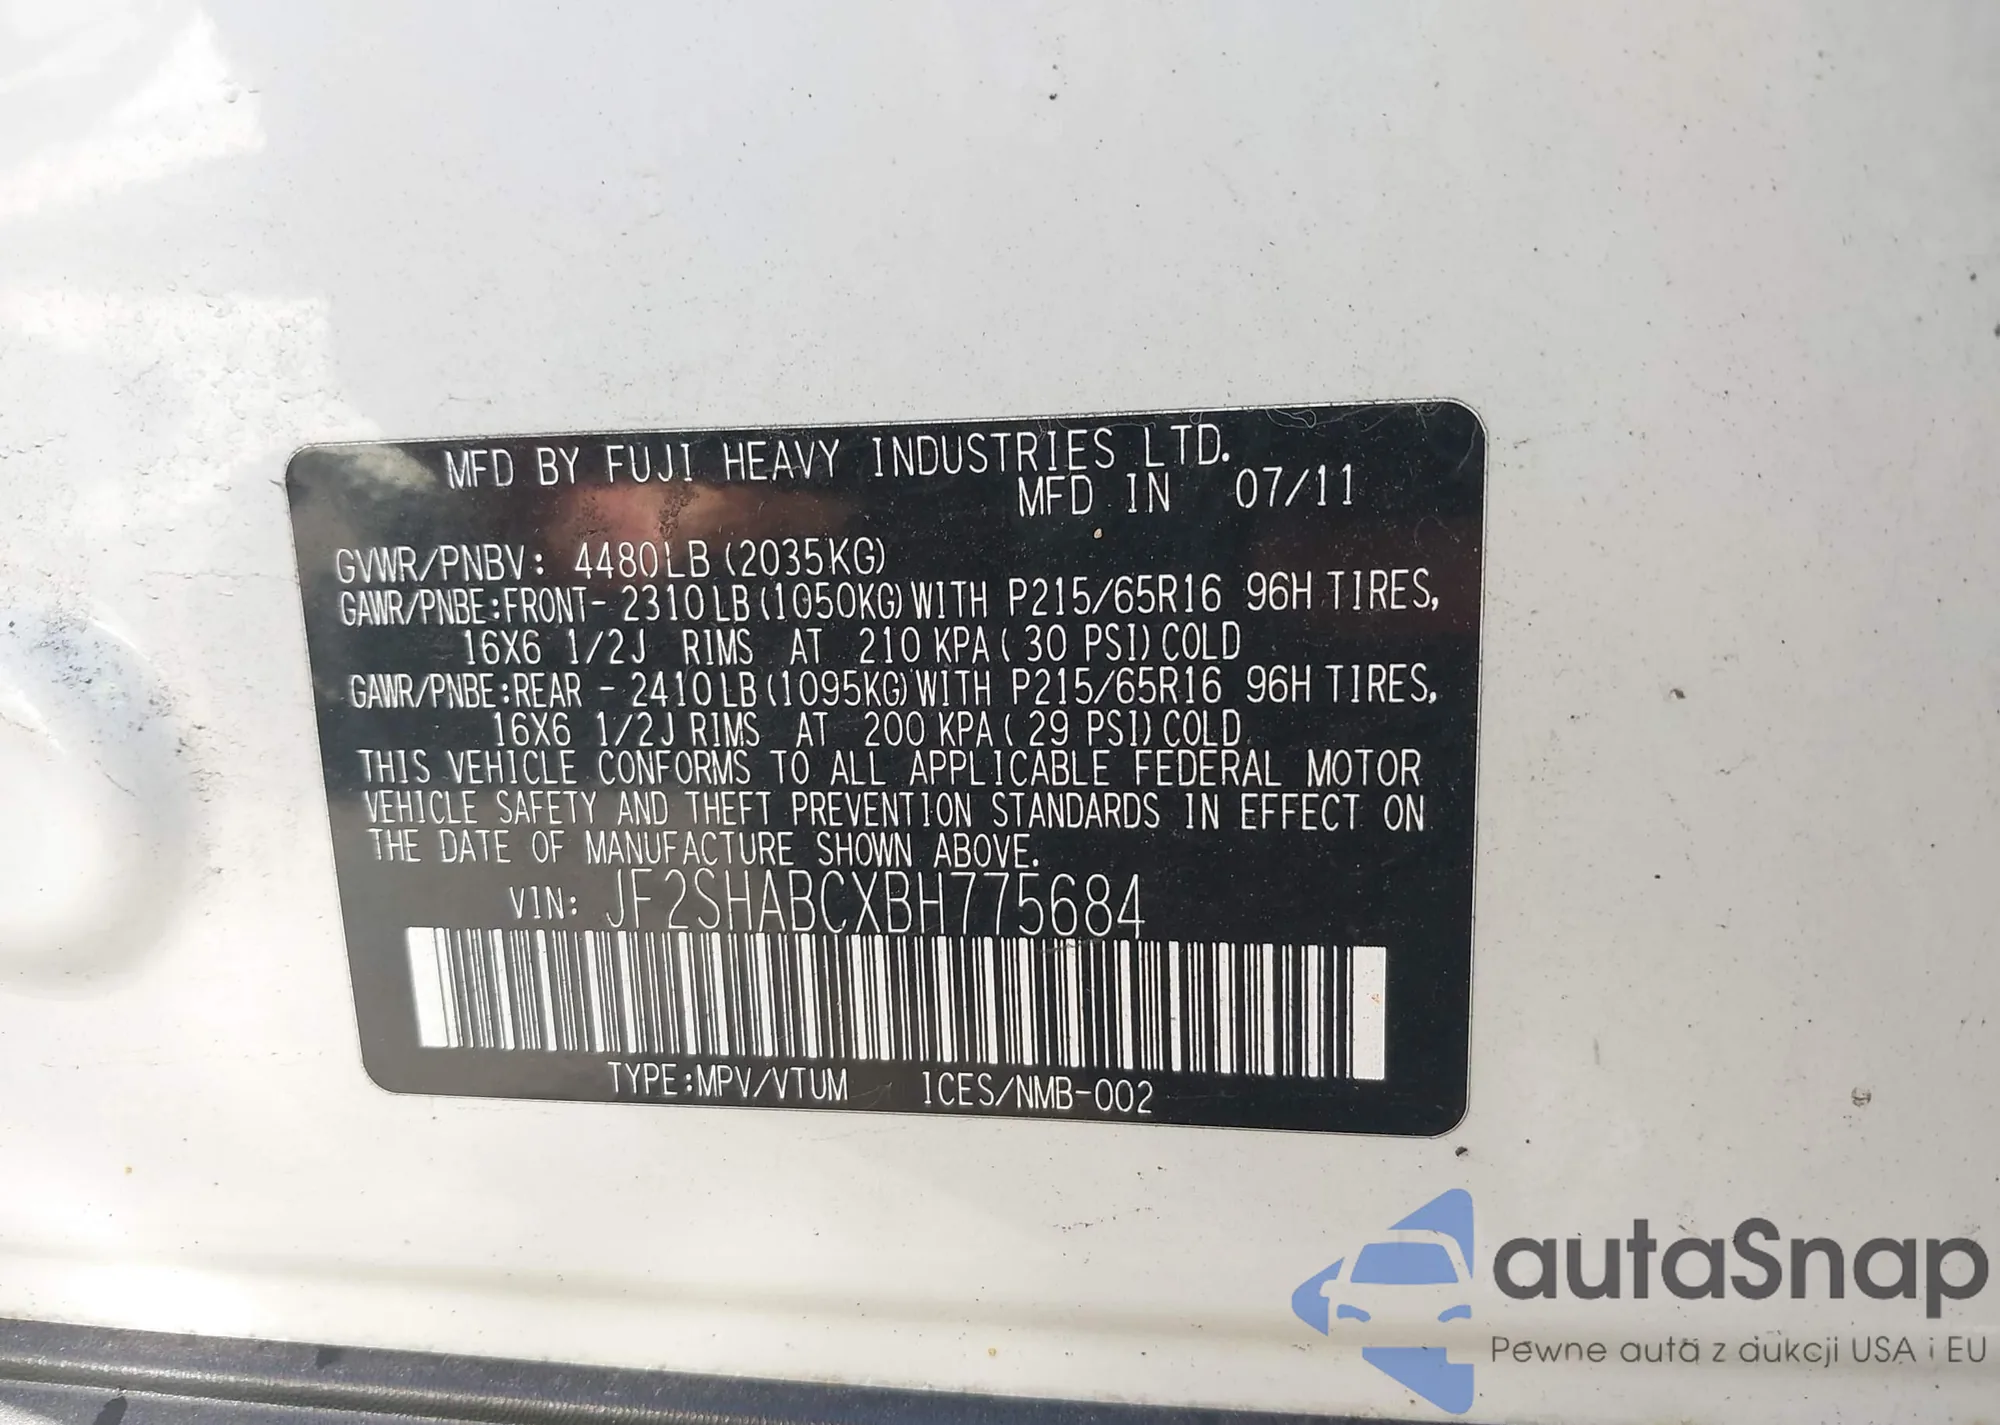 MFD BY FUJI HEAVY INDUSTRIES LTD.
MFD IN 07/11
GVWR/PNBV: 4480LB(2035KG)
GAWR/PNBE:FRONT- 2310LB(1050KG)WITH P215/65R16 96H TIRES,
16X6 1/2J RIMS AT 210 KPA( 30 PSI)COLD
GAWR/PNBE:REAR - 2410LB(1095KG)WITH P215/65R16 96H TIRES,
16X6 1/2J RIMS AT 200 KPA( 29 PSI)COLD
THIS VEHICLE CONFORMS TO ALL APPLICABLE FEDERAL MOTOR
VEHICLE SAFETY AND THEFT PREVENTION STANDARDS IN EFFECT ON
THE DATE OF MANUFACTURE SHOWN ABOVE.
VIN: JF2SHABCXBH775684
TYPE:MPV/VTUM ICES/NMB-002
autaSnap
Pewne auta z aukcji USA i EU